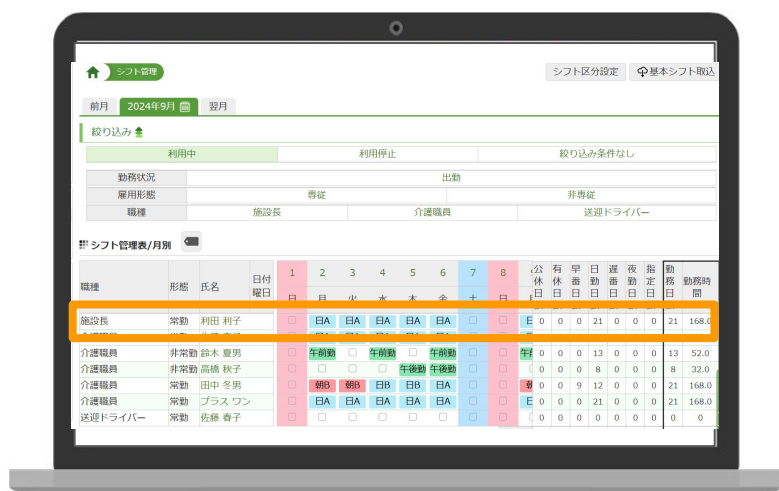 シフト管理
シフト区分設定 基本シフト取込
前月 2024年9月 翌月
絞り込み
利用中 利用停止 絞り込み条件なし
勤務状況 出勤
雇用形態 専従 非専従
職種 施設長 介護職員 送迎ドライバー
シフト管理表/月別
職種 形態 氏名 日付 曜日 1 2 3 4 5 6 7 8 公休日 有休日 早番日 日勤日 遅番日 夜勤日 指定日 勤務日 勤務時間
日 月 火 水 木 金 土 日
施設長 常勤 利田 利子 日A 日A 日A 日A 日A 0 0 0 21 0 0 0 21 168.0
介護職員 非常勤 鈴木 夏男 午前勤 午前勤 午前勤 0 0 0 13 0 0 0 13 52.0
介護職員 非常勤 高橋 秋子 午後勤 午後勤 0 0 0 8 0 0 0 8 32.0
介護職員 常勤 田中 冬男 朝B 朝B 日B 日B 日A 0 0 9 12 0 0 0 21 168.0
介護職員 常勤 プラス ワン 日A 日A 日A 日A 日A 0 0 0 21 0 0 0 21 168.0
送迎ドライバー 常勤 佐藤 春子 0 0 0 0 0 0 0 0 0